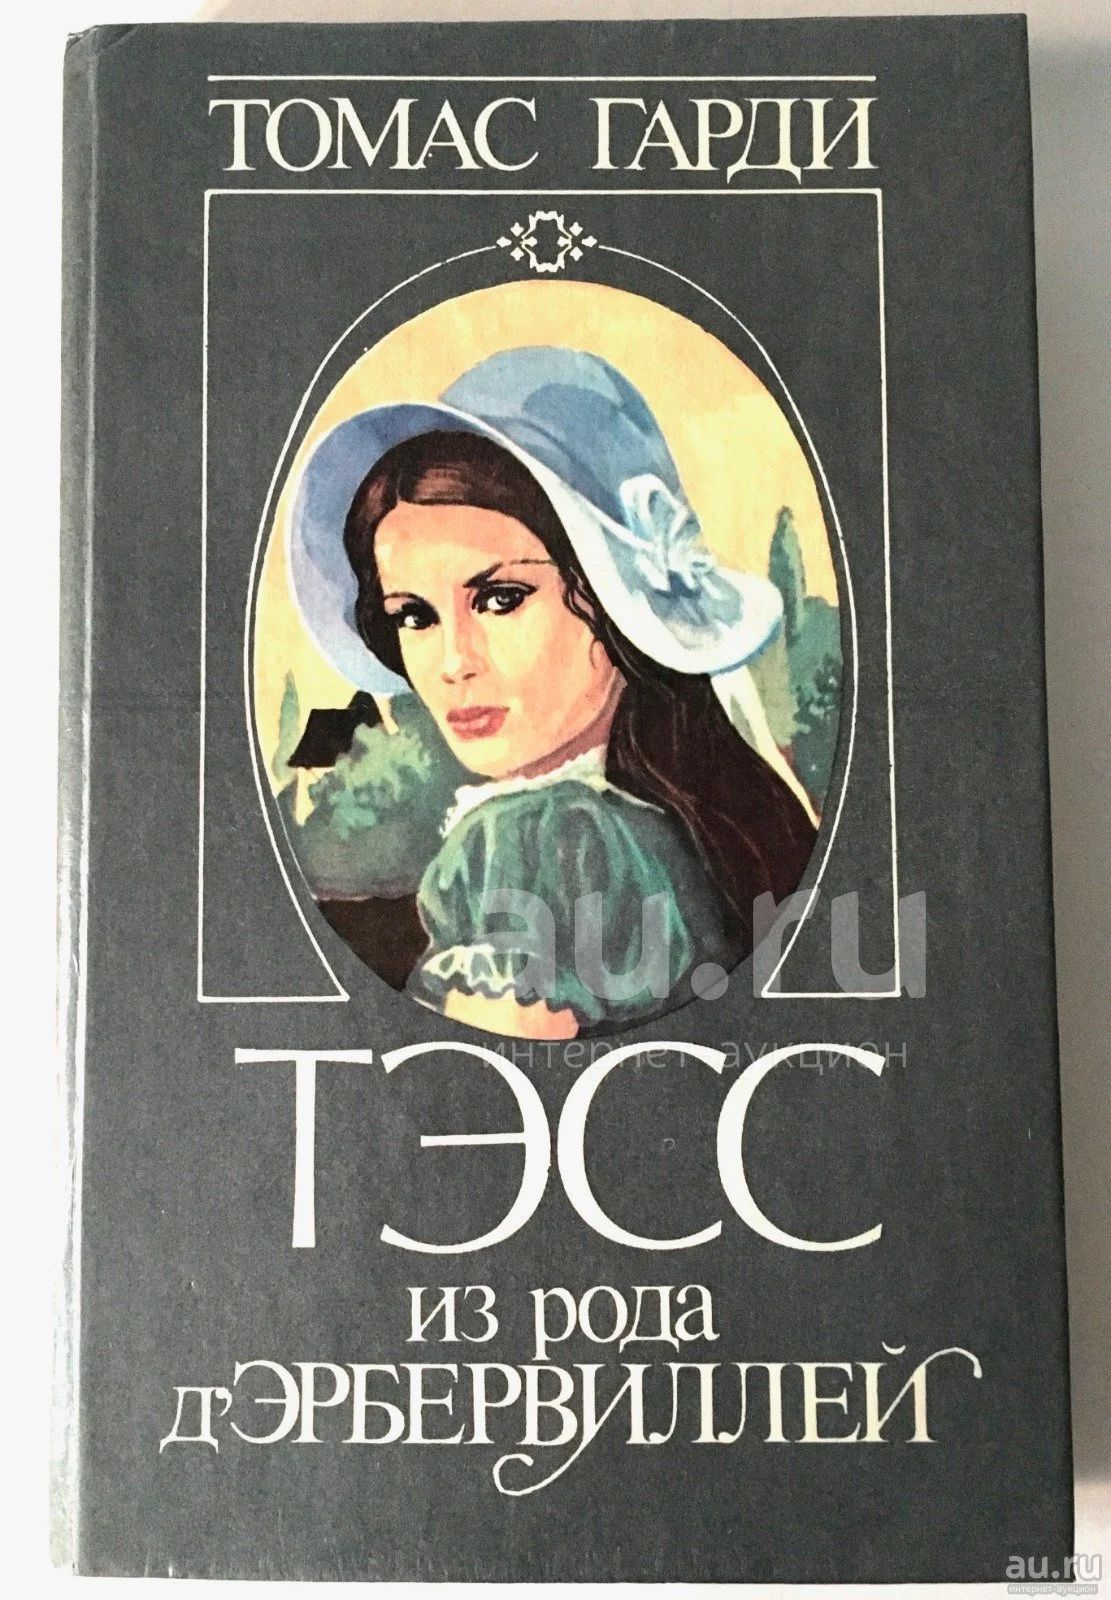 ТОМАС ГАРДИ
au.ru
интернет-аукцион
ТЭСС
из рода
д'ЭРБЕРВИЛЛЕЙ
au.ru
интернет-аукцион